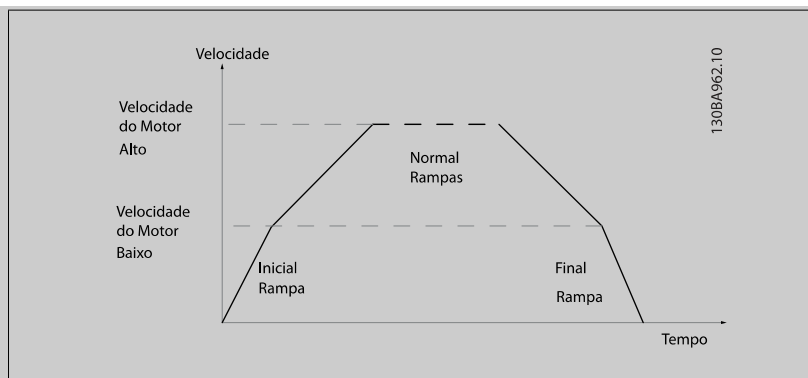 Velocidade
130BA962.10
Velocidade
do Motor
Alto
Normal
Rampas
Velocidade
do Motor
Baixo
Inicial
Rampa
Final
Rampa
Tempo